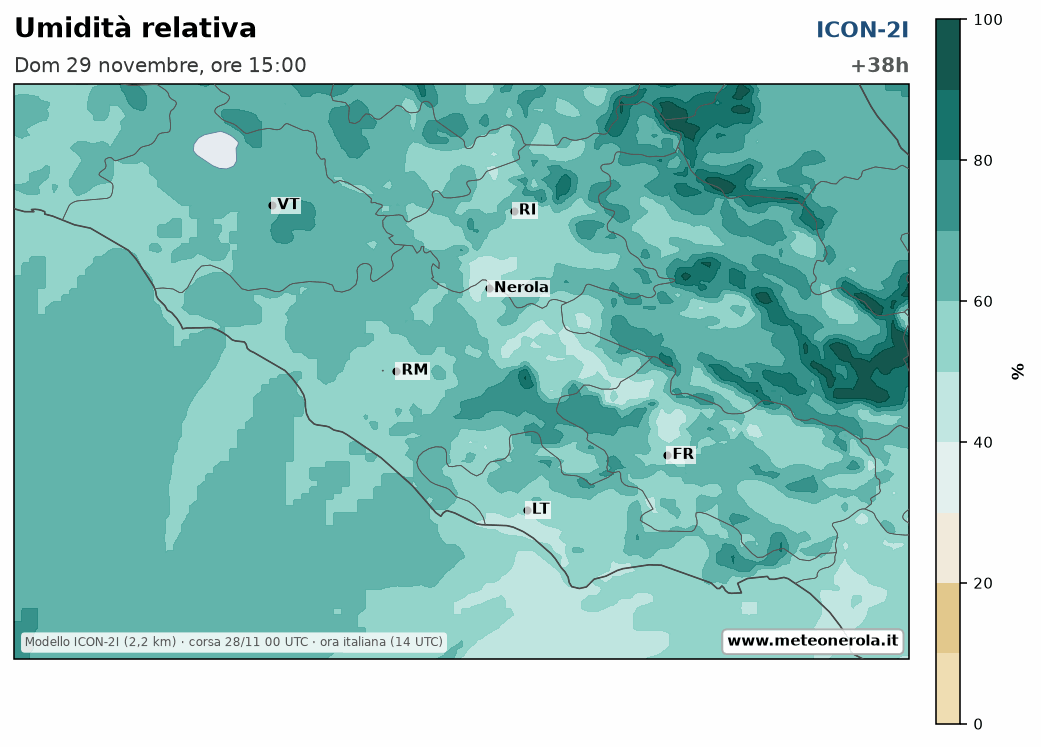 Umidità relativa
ICON-2I
Dom 29 novembre, ore 15:00
+38h
100
80
60
40
20
0
%
VT
RI
Nerola
RM
FR
LT
Modello ICON-2I (2,2 km) · corsa 28/11 00 UTC · ora italiana (14 UTC)
www.meteonerola.it